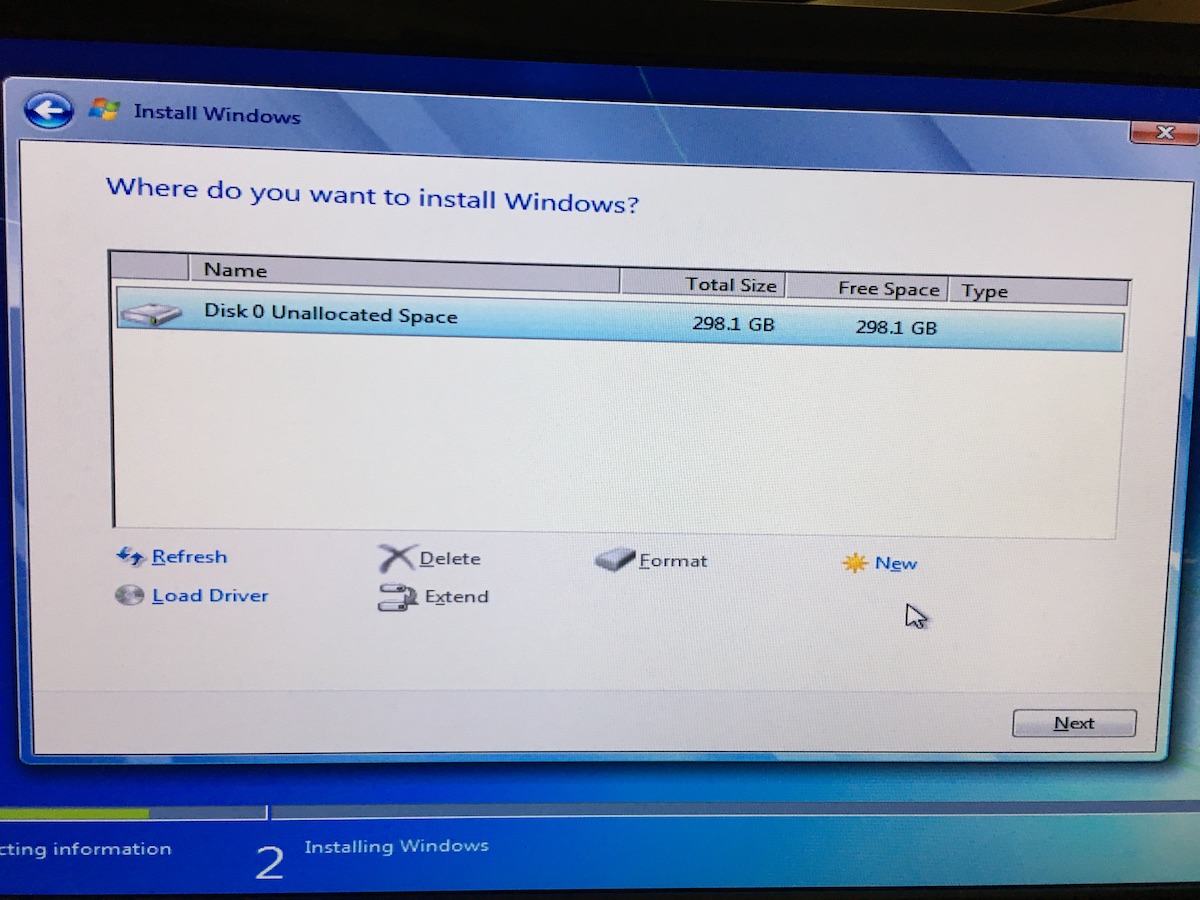 Install Windows
Where do you want to install Windows?
Name Total Size Free Space Type
Disk 0 Unallocated Space 298.1 GB 298.1 GB
Refresh Delete Format New
Load Driver Extend
Next
cting information 2 Installing Windows